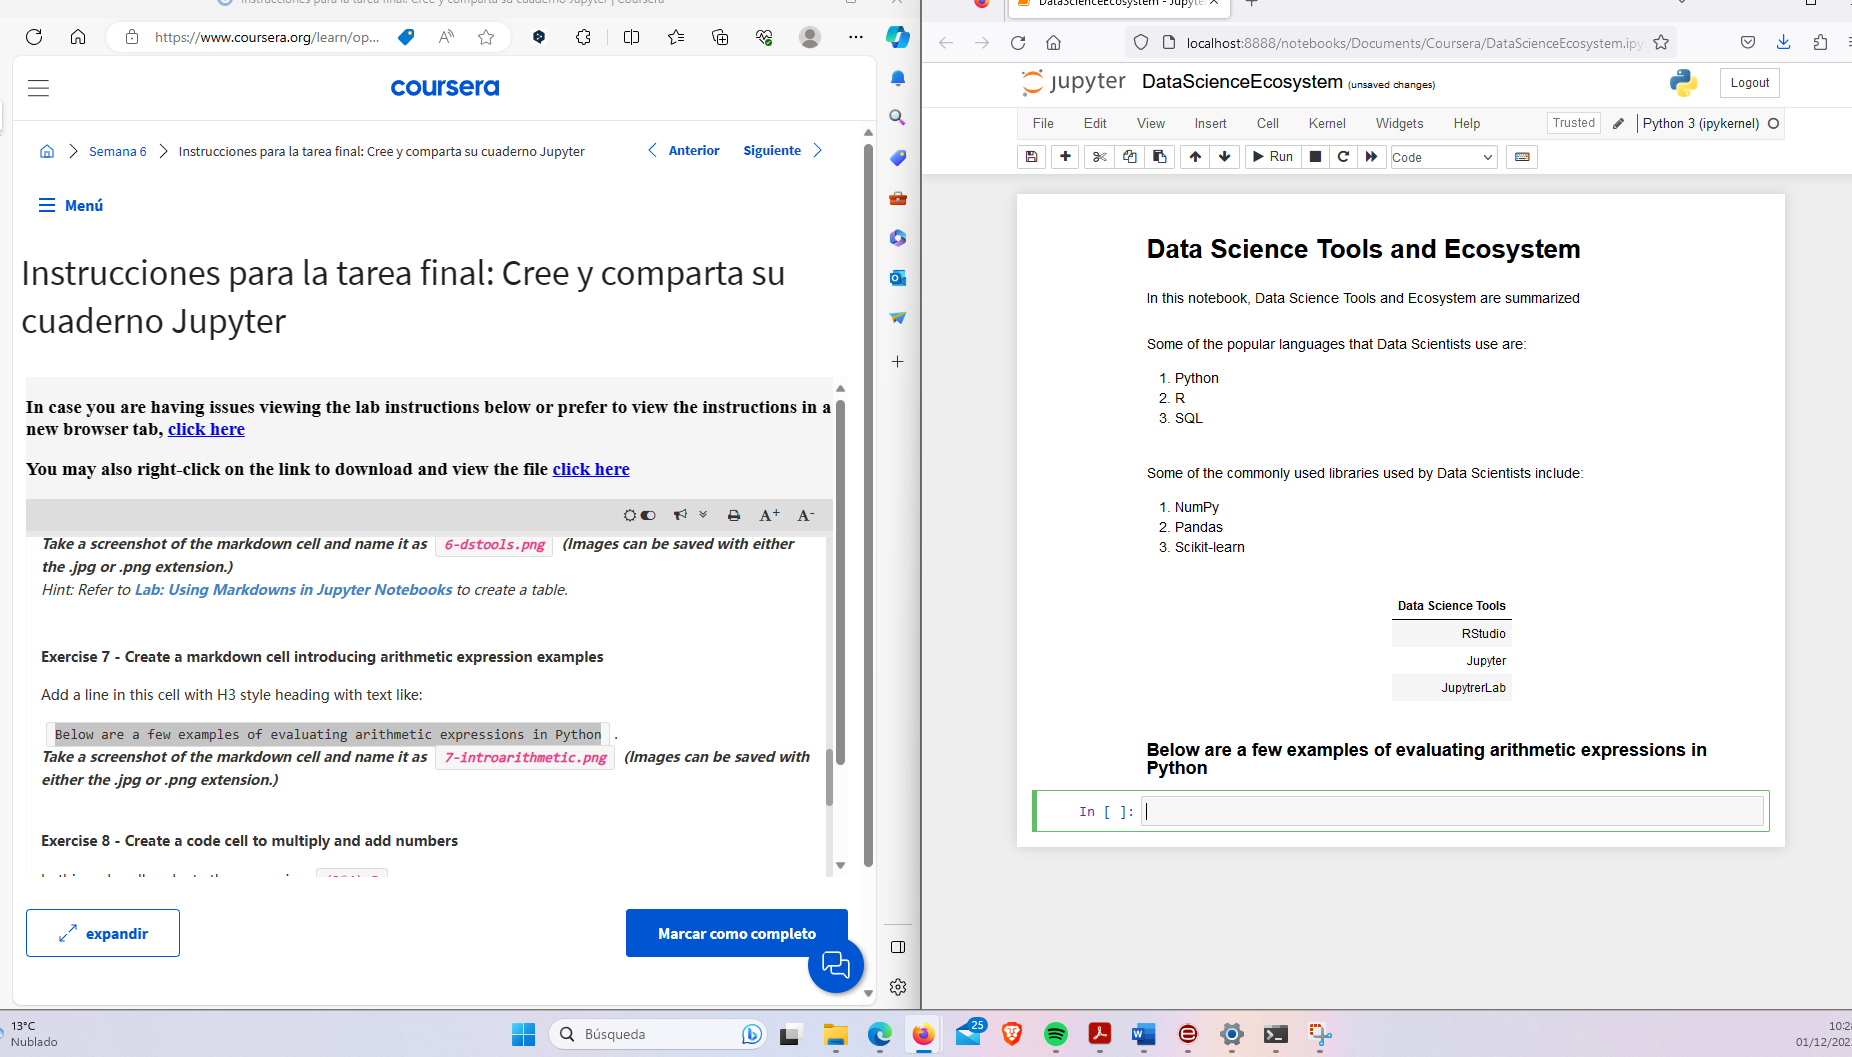 Instrucciones para la tarea final: Cree y comparta su cuaderno Jupyter | Coursera
https://www.coursera.org/learn/op...
coursera
Semana 6
Instrucciones para la tarea final: Cree y comparta su cuaderno Jupyter
Anterior
Siguiente
Menú
Instrucciones para la tarea final: Cree y comparta su
cuaderno Jupyter
In case you are having issues viewing the lab instructions below or prefer to view the instructions in a
new browser tab, click here
You may also right-click on the link to download and view the file click here
A+ A-
Take a screenshot of the markdown cell and name it as 6-dstools.png (Images can be saved with either
the .jpg or .png extension.)
Hint: Refer to Lab: Using Markdowns in Jupyter Notebooks to create a table.
Exercise 7 - Create a markdown cell introducing arithmetic expression examples
Add a line in this cell with H3 style heading with text like:
Below are a few examples of evaluating arithmetic expressions in Python .
Take a screenshot of the markdown cell and name it as 7-introarithmetic.png (Images can be saved with
either the .jpg or .png extension.)
Exercise 8 - Create a code cell to multiply and add numbers
expandir
Marcar como completo
DataScienceEcosystem - Jupyte
localhost:8888/notebooks/Documents/Coursera/DataScienceEcosystem.ipy
jupyter DataScienceEcosystem (unsaved changes)
Logout
File Edit View Insert Cell Kernel Widgets Help
Trusted
Python 3 (ipykernel)
Run
Code
Data Science Tools and Ecosystem
In this notebook, Data Science Tools and Ecosystem are summarized
Some of the popular languages that Data Scientists use are:
1. Python
2. R
3. SQL
Some of the commonly used libraries used by Data Scientists include:
1. NumPy
2. Pandas
3. Scikit-learn
Data Science Tools
RStudio
Jupyter
JupytrerLab
Below are a few examples of evaluating arithmetic expressions in
Python
In [ ]:
13°C
Nublado
Búsqueda
25
10:2
01/12/202